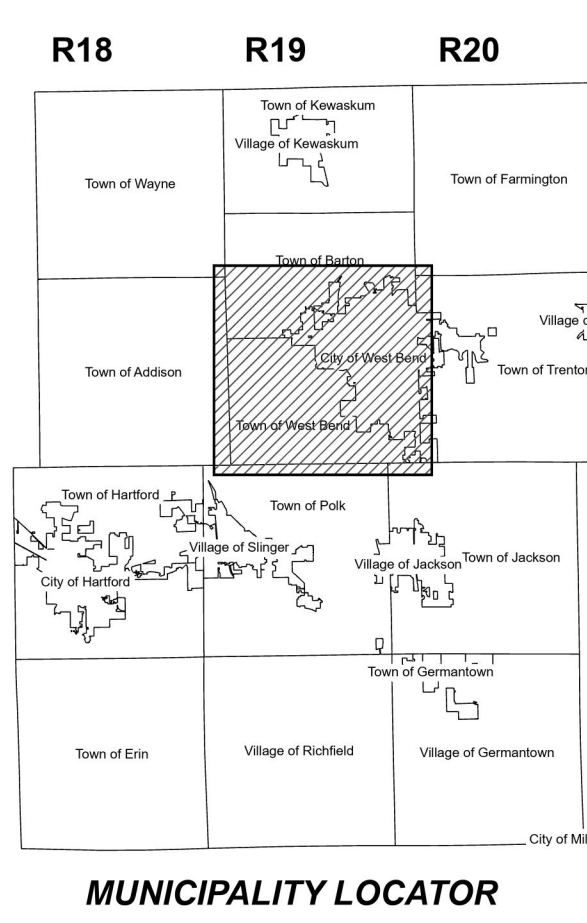 R18 R19 R20
Town of Kewaskum
Village of Kewaskum
Town of Wayne
Town of Farmington
Town of Barton
Village
City of West Bend
Town of Addison
Town of
Town of West Bend
Town of Hartford
Town of Polk
Village of Slinger
Village of Jackson
Town of Jackson
City of Hartford
Town of Germantown
Town of Erin
Village of Richfield
Village of Germantown
City of
MUNICIPALITY LOCATOR